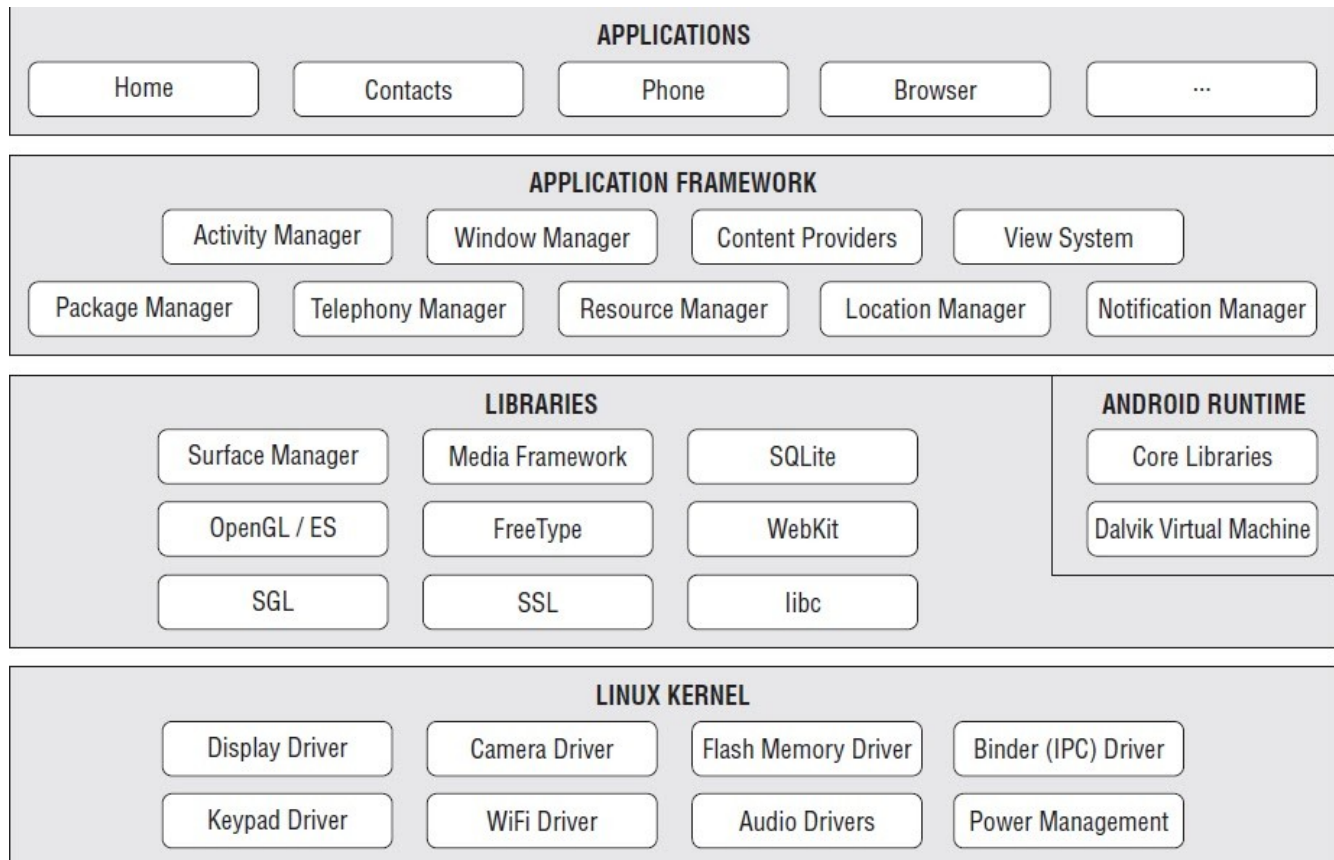 APPLICATIONS
Home Contacts Phone Browser ...
APPLICATION FRAMEWORK
Activity Manager Window Manager Content Providers View System
Package Manager Telephony Manager Resource Manager Location Manager Notification Manager
LIBRARIES
Surface Manager Media Framework SQLite
OpenGL / ES FreeType WebKit
SGL SSL libc
ANDROID RUNTIME
Core Libraries
Dalvik Virtual Machine
LINUX KERNEL
Display Driver Camera Driver Flash Memory Driver Binder (IPC) Driver
Keypad Driver WiFi Driver Audio Drivers Power Management